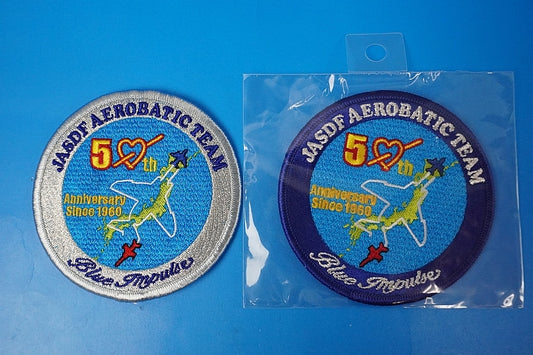 JASDF AEROBATIC TEAM
50th
Anniversary
Since 1960
Blue Impulse
JASDF AEROBATIC TEAM
50th
Anniversary
Since 1960
Blue Impulse